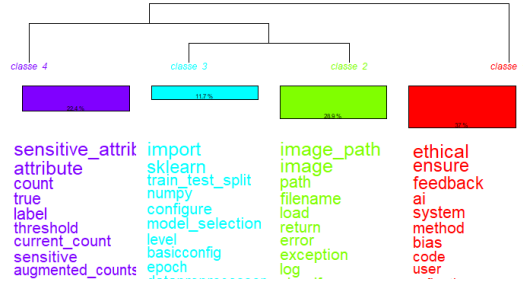 classe 4
classe 3
classe 2
classe
11.7 %
28.9 %
sensitive_attrib
attribute
count
true
label
threshold
current_count
sensitive
augmented_counts
import
sklearn
train_test_split
numpy
configure
model_selection
level
basicconfig
epoch
image_path
image
path
filename
load
return
error
exception
log
ethical
ensure
feedback
ai
system
method
bias
code
user